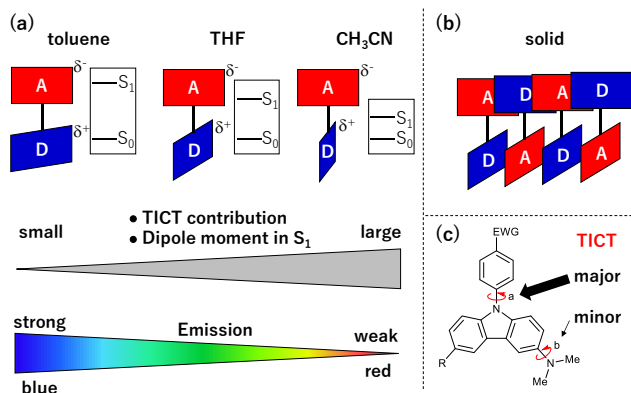 (a)
toluene
THF
CH₃CN
δ-
A
S₁
δ+
D
S₀
δ-
A
S₁
δ+
D
S₀
δ-
A
S₁
δ+
D
S₀
small
● TICT contribution
● Dipole moment in S₁
large
strong
Emission
weak
blue
red
(b)
solid
A D A D
D A D A
(c)
EWG
TICT
a
major
N
minor
b
R
N
Me
Me